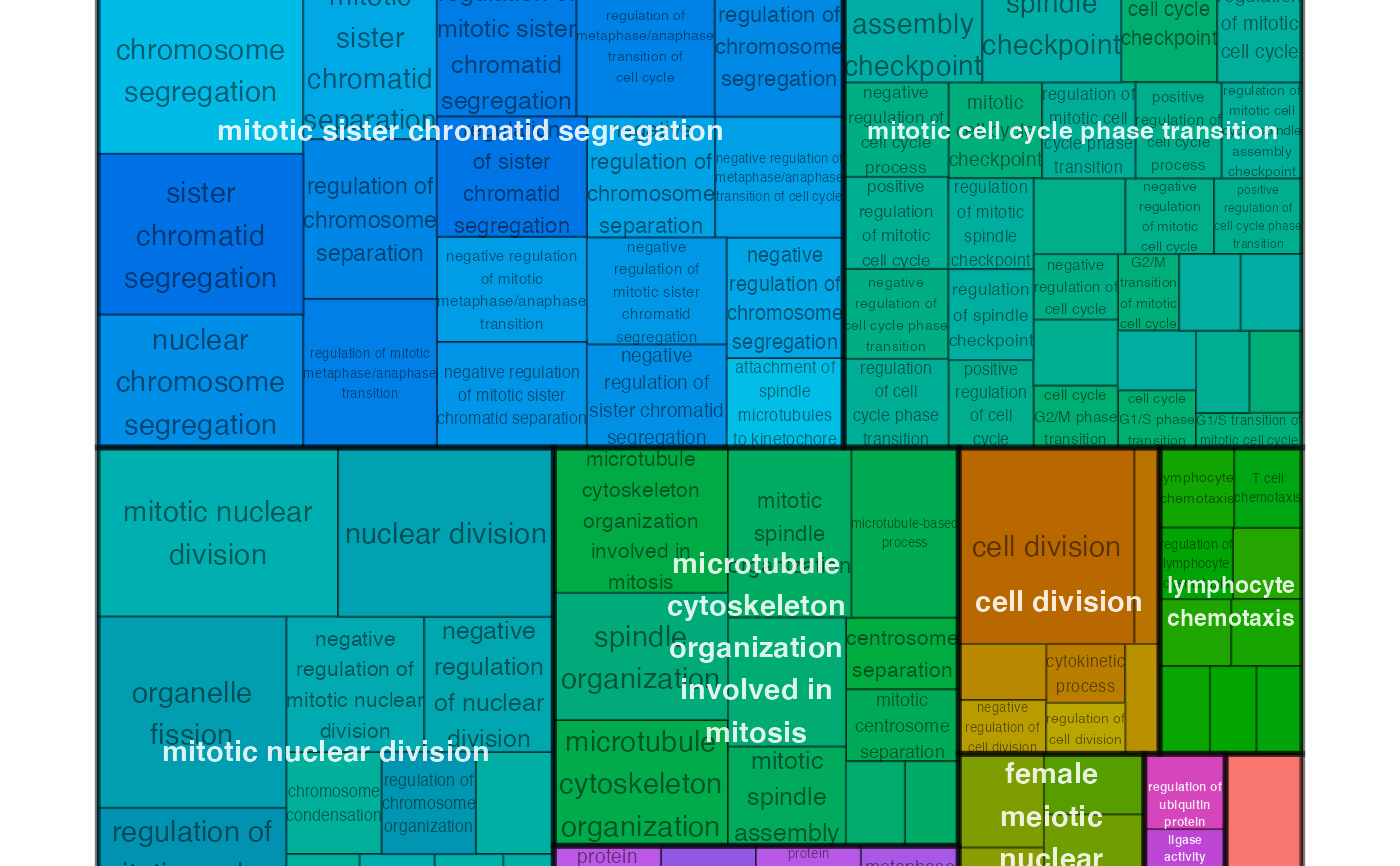 chromosome
segregation
mitotic
sister
chromatid
separation
regulation of
mitotic sister
chromatid
segregation
regulation of
metaphase/anaphase
transition of
cell cycle
regulation of
chromosome
segregation
mitotic sister chromatid segregation
sister
chromatid
segregation
regulation of
chromosome
separation
of sister
chromatid
segregation
negative
regulation of
chromosome
separation
negative regulation of
metaphase/anaphase
transition of cell cycle
nuclear
chromosome
segregation
regulation of mitotic
metaphase/anaphase
transition
negative regulation
of mitotic
metaphase/anaphase
transition
negative regulation
of mitotic sister
chromatid separation
negative
regulation of
mitotic sister
chromatid
segregation
negative
regulation of
sister chromatid
segregation
negative
regulation of
chromosome
segregation
attachment of
spindle
microtubules
to kinetochore
assembly
checkpoint
spindle
checkpoint
cell cycle
checkpoint
regulation
of mitotic
cell cycle
mitotic cell cycle phase transition
negative
regulation of
cell cycle
process
mitotic
cell cycle
checkpoint
regulation of
mitotic cell
cycle phase
transition
positive
regulation of
cell cycle
process
regulation of
mitotic cell
cycle spindle
assembly
checkpoint
positive
regulation
of mitotic
cell cycle
regulation
of mitotic
spindle
checkpoint
negative
regulation
of mitotic
cell cycle
positive
regulation of
cell cycle phase
transition
negative
regulation of
cell cycle phase
transition
regulation
of spindle
checkpoint
negative
regulation of
cell cycle
G2/M
transition
of mitotic
cell cycle
regulation
of cell
cycle phase
transition
positive
regulation
of cell
cycle
cell cycle
G2/M phase
transition
cell cycle
G1/S phase
transition
G1/S transition of
mitotic cell cycle
mitotic nuclear
division
nuclear division
organelle
fission
negative
regulation of
mitotic nuclear
division
negative
regulation
of nuclear
division
mitotic nuclear division
chromosome
condensation
regulation of
chromosome
organization
regulation of
microtubule
cytoskeleton
organization
involved in
mitosis
mitotic
spindle
organization
microtubule-based
process
microtubule
cytoskeleton
organization
involved in
mitosis
spindle
organization
centrosome
separation
mitotic
centrosome
separation
microtubule
cytoskeleton
organization
mitotic
spindle
assembly
cell division
cell division
cytokinetic
process
negative
regulation of
cell division
regulation of
cell division
lymphocyte
chemotaxis
T cell
chemotaxis
regulation of
lymphocyte
lymphocyte
chemotaxis
female
meiotic
nuclear
regulation of
ubiquitin
protein
ligase
activity
protein
protein
metaphase